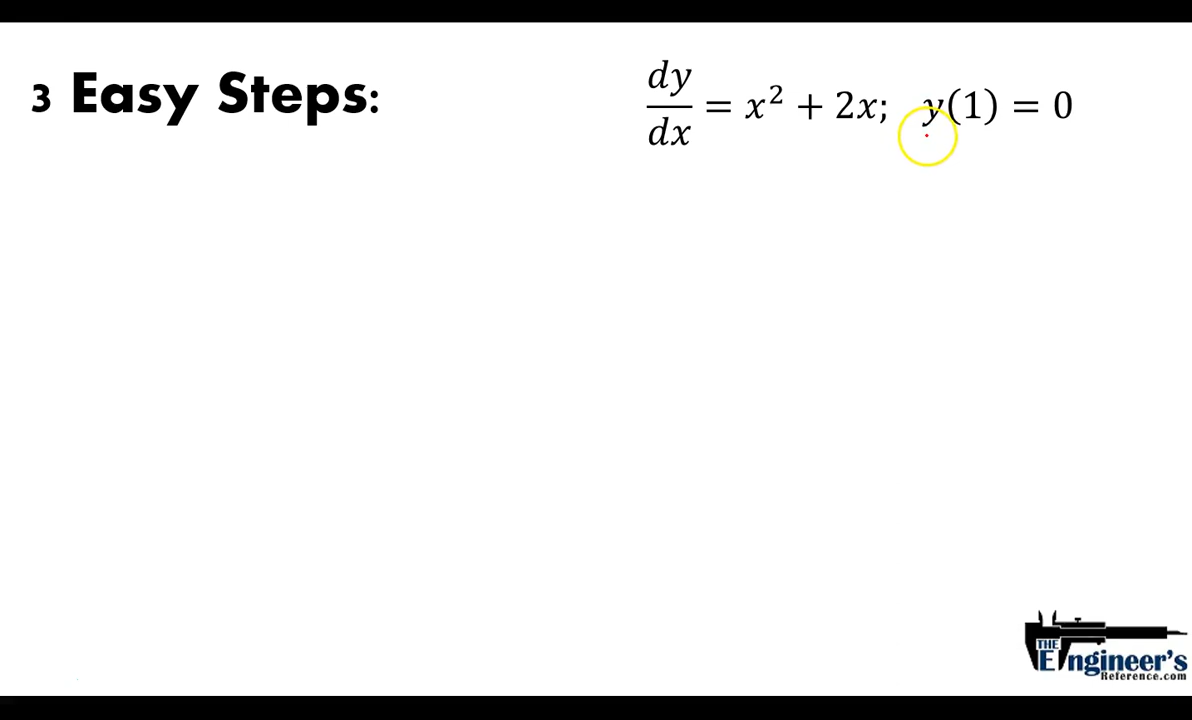 3 Easy Steps:
dy/dx = x² + 2x; y(1) = 0
THE
Engineer's
Reference.com